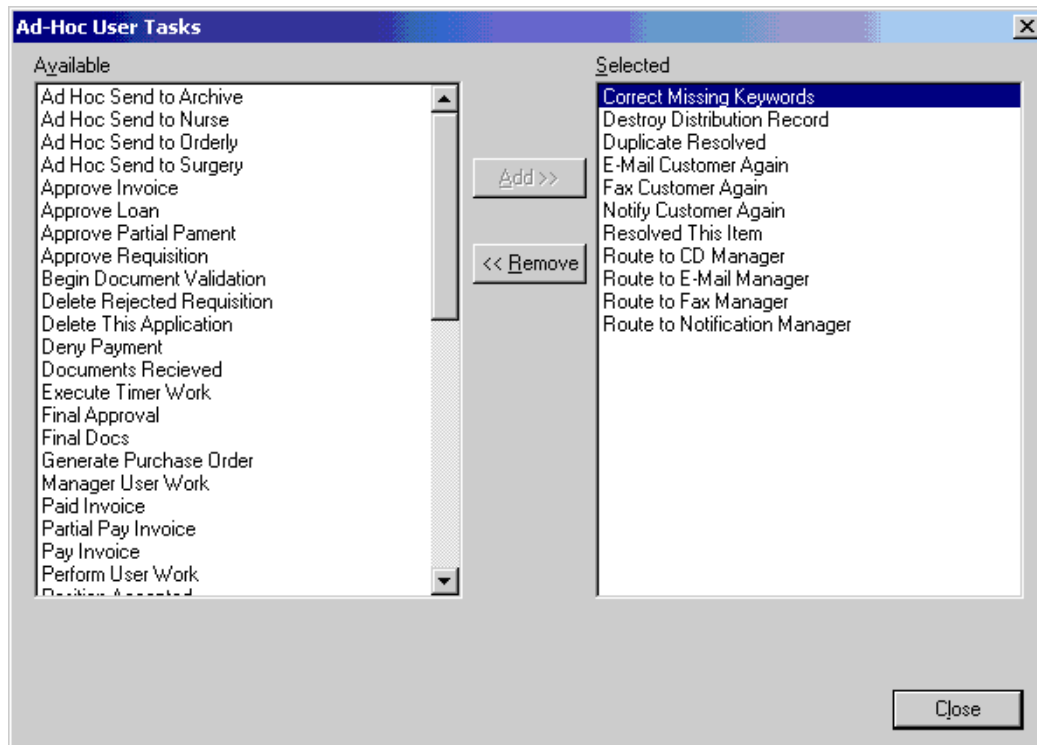 Ad-Hoc User Tasks
Available
Ad Hoc Send to Archive
Ad Hoc Send to Nurse
Ad Hoc Send to Orderly
Ad Hoc Send to Surgery
Approve Invoice
Approve Loan
Approve Partial Pament
Approve Requisition
Begin Document Validation
Delete Rejected Requisition
Delete This Application
Deny Payment
Documents Recieved
Execute Timer Work
Final Approval
Final Docs
Generate Purchase Order
Manager User Work
Paid Invoice
Partial Pay Invoice
Pay Invoice
Perform User Work
Add >>
<< Remove
Selected
Correct Missing Keywords
Destroy Distribution Record
Duplicate Resolved
E-Mail Customer Again
Fax Customer Again
Notify Customer Again
Resolved This Item
Route to CD Manager
Route to E-Mail Manager
Route to Fax Manager
Route to Notification Manager
Close